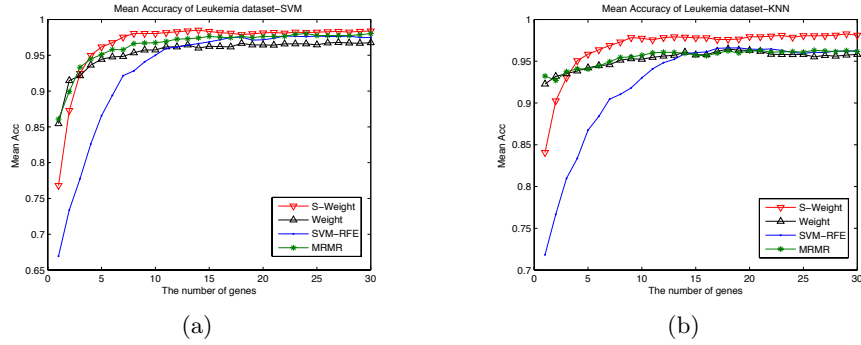 Mean Accuracy of Leukemia dataset-SVM
1
0.95
0.9
0.85
0.8
0.75
0.7
0.65
Mean Acc
0 5 10 15 20 25 30
The number of genes
S-Weight
Weight
SVM-RFE
MRMR
(a)
Mean Accuracy of Leukemia dataset-KNN
1
0.95
0.9
0.85
0.8
0.75
0.7
Mean Acc
0 5 10 15 20 25 30
The number of genes
S-Weight
Weight
SVM-RFE
MRMR
(b)